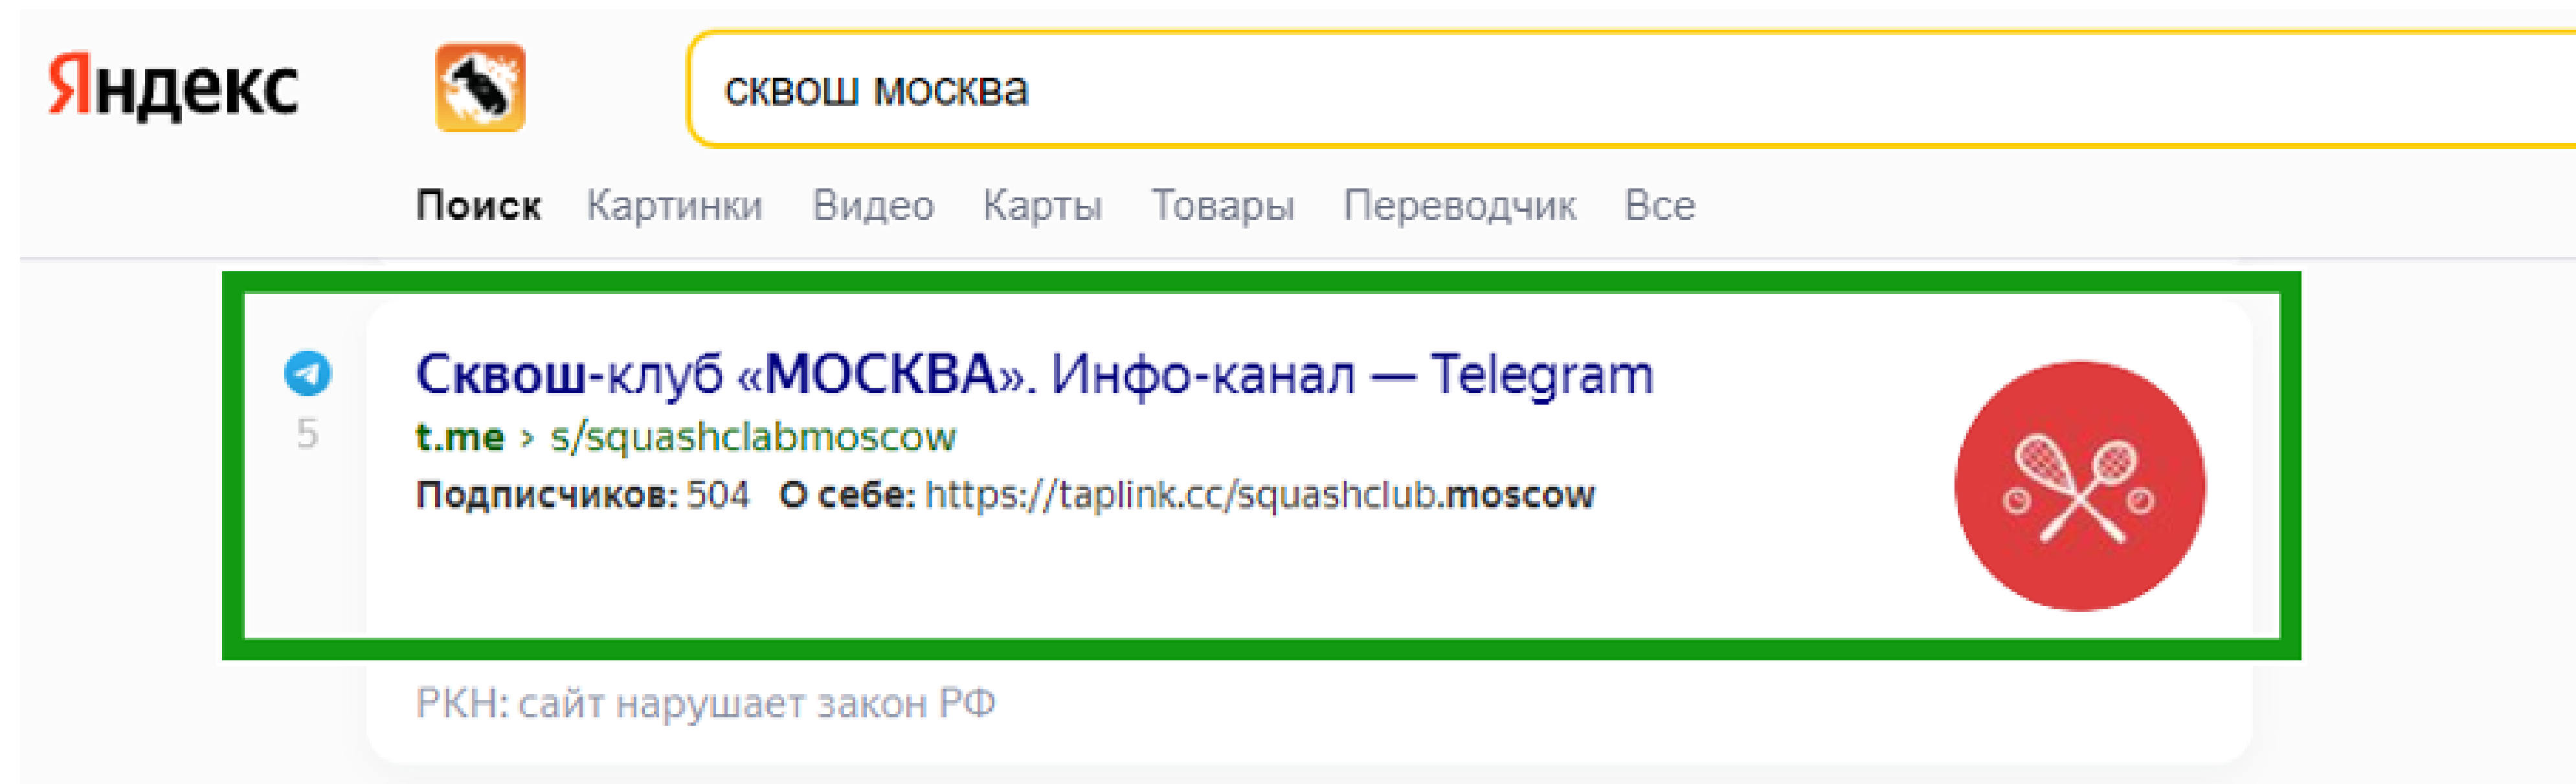 Яндекс
сквош москва
Поиск Картинки Видео Карты Товары Переводчик Все
Сквош-клуб «МОСКВА». Инфо-канал — Telegram
5
t.me › s/squashclabmoscow
Подписчиков: 504 О себе: https://taplink.cc/squashclub.moscow
РКН: сайт нарушает закон РФ